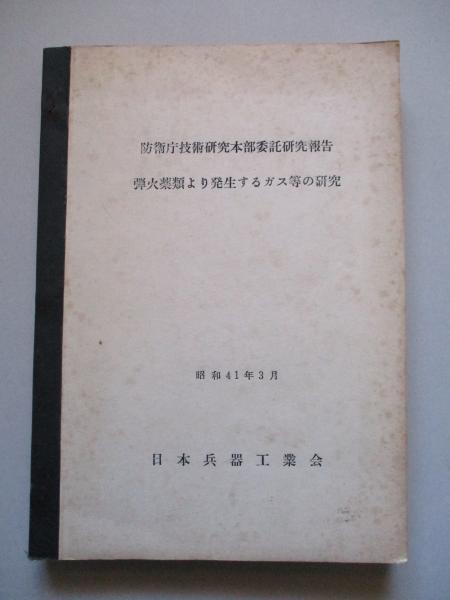 防衛庁技術研究本部委託研究報告
弾火薬類より発生するガス等の研究
昭和41年3月
日本兵器工業会